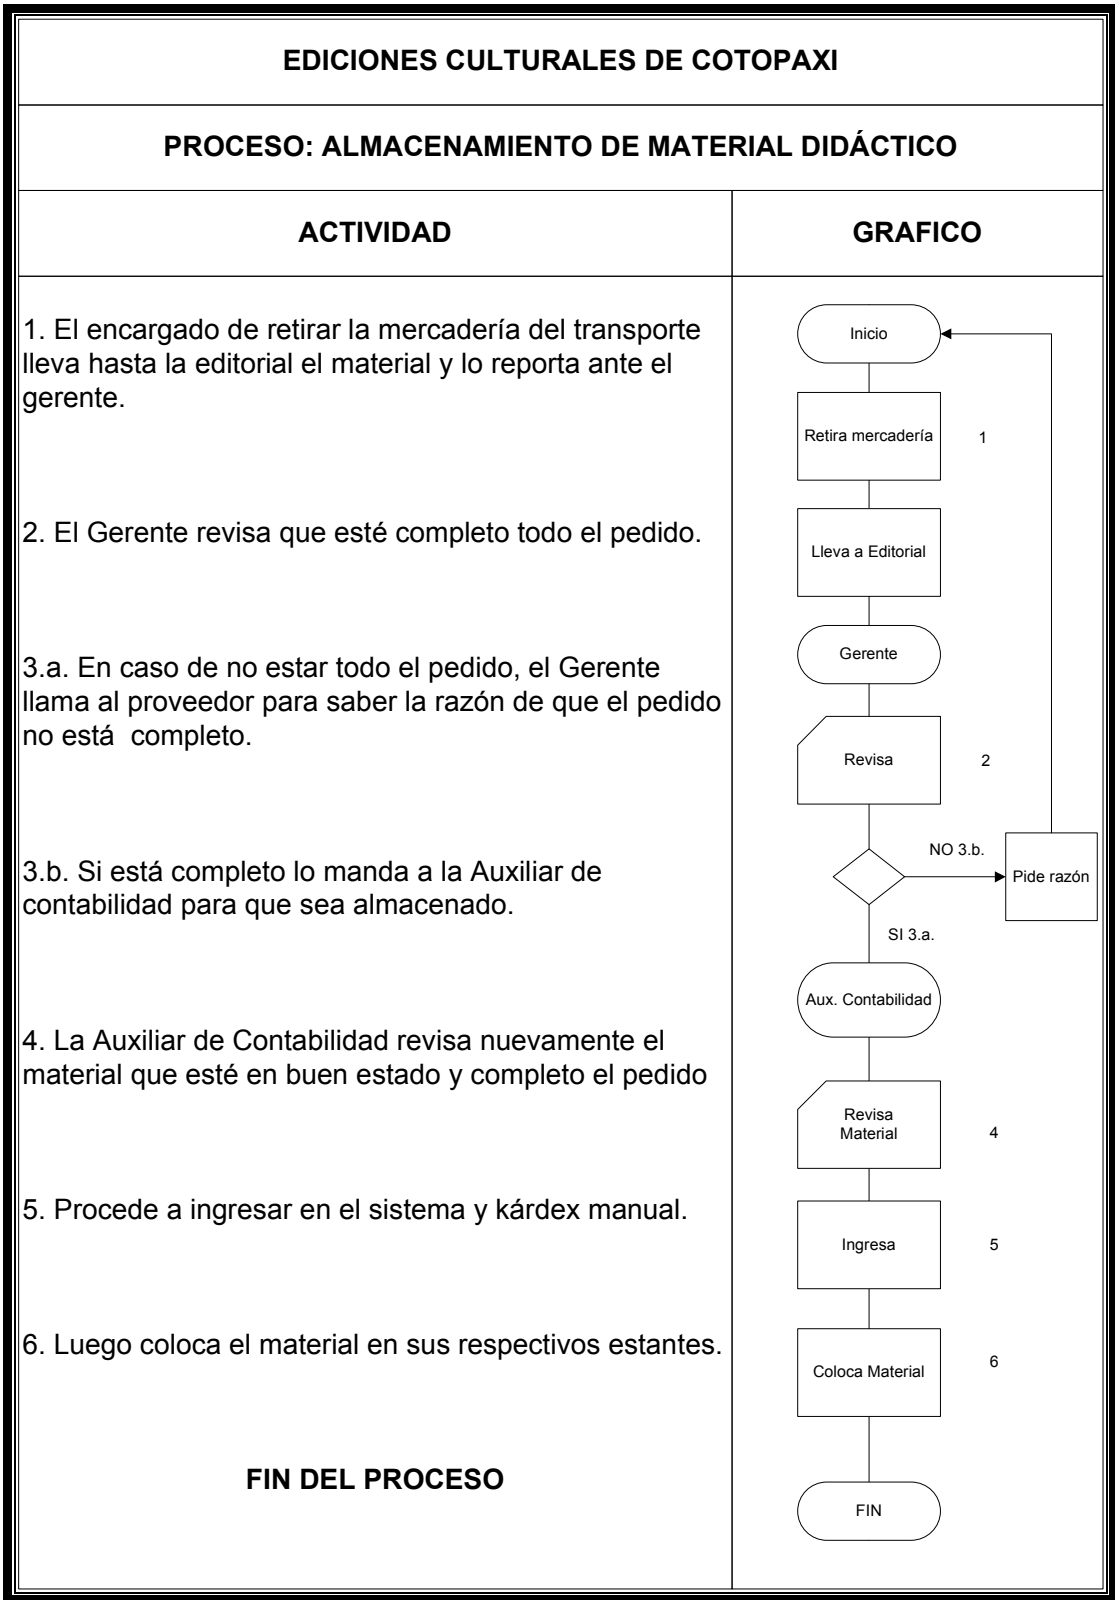 EDICIONES CULTURALES DE COTOPAXI
PROCESO: ALMACENAMIENTO DE MATERIAL DIDÁCTICO
ACTIVIDAD
GRAFICO
1. El encargado de retirar la mercadería del transporte
lleva hasta la editorial el material y lo reporta ante el
gerente.
2. El Gerente revisa que esté completo todo el pedido.
3.a. En caso de no estar todo el pedido, el Gerente
llama al proveedor para saber la razón de que el pedido
no está  completo.
3.b. Si está completo lo manda a la Auxiliar de
contabilidad para que sea almacenado.
4. La Auxiliar de Contabilidad revisa nuevamente el
material que esté en buen estado y completo el pedido
5. Procede a ingresar en el sistema y kárdex manual.
6. Luego coloca el material en sus respectivos estantes.
FIN DEL PROCESO
Inicio
Retira mercadería
1
Lleva a Editorial
Gerente
Revisa
2
NO 3.b.
Pide razón
SI 3.a.
Aux. Contabilidad
Revisa
Material
4
Ingresa
5
Coloca Material
6
FIN